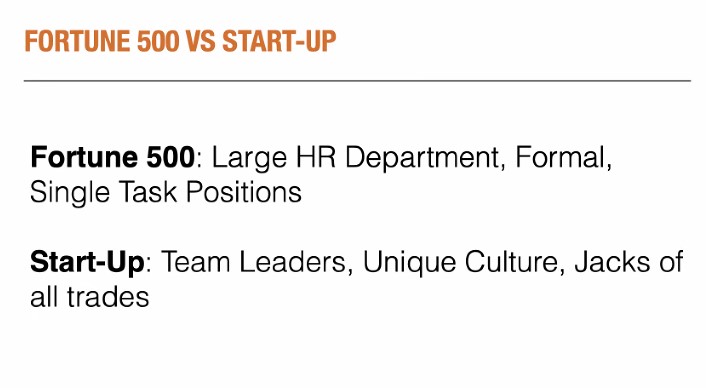 FORTUNE 500 VS START-UP
Fortune 500: Large HR Department, Formal,
Single Task Positions
Start-Up: Team Leaders, Unique Culture, Jacks of
all trades